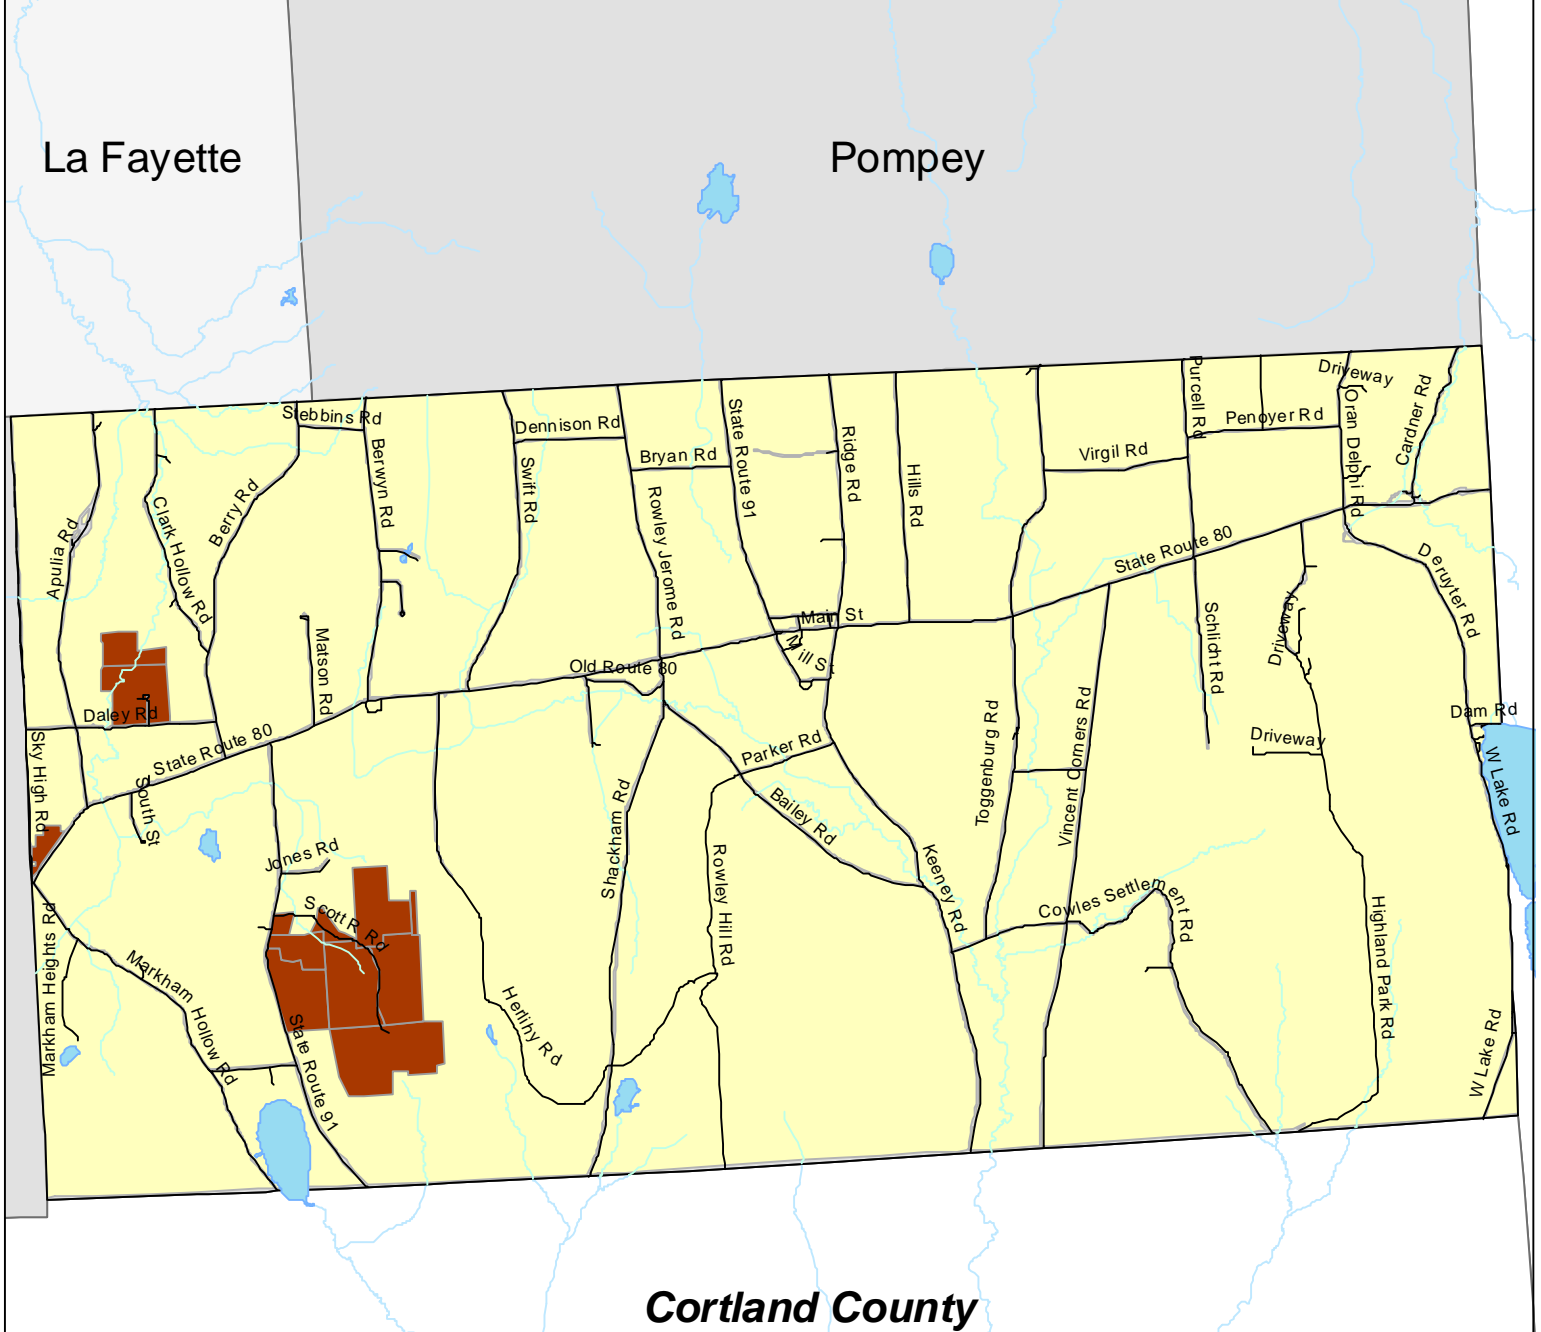 La Fayette
Pompey
Stebbins Rd
Dennison Rd
Bryan Rd
State Route 91
Ridge Rd
Hills Rd
Virgil Rd
Purcell Rd
Penoyer Rd
Driveway
Oran Delphi Rd
Cardner Rd
Apulia Rd
Clark Hollow Rd
Berry Rd
Berwyn Rd
Swift Rd
Rowley Jerome Rd
State Route 80
Deruyter Rd
Matson Rd
Main St
Mill St
Old Route 80
Schlicht Rd
Driveway
Daley Rd
State Route 80
Sky High Rd
South St
Jones Rd
Scott R Rd
Shackham Rd
Parker Rd
Bailey Rd
Toggenburg Rd
Vincent Corners Rd
Driveway
Dam Rd
W Lake Rd
Keeney Rd
Cowles Settlement Rd
Rowley Hill Rd
Highland Park Rd
Markham Heights Rd
Markham Hollow Rd
State Route 91
Herlihy Rd
W Lake Rd
Cortland County